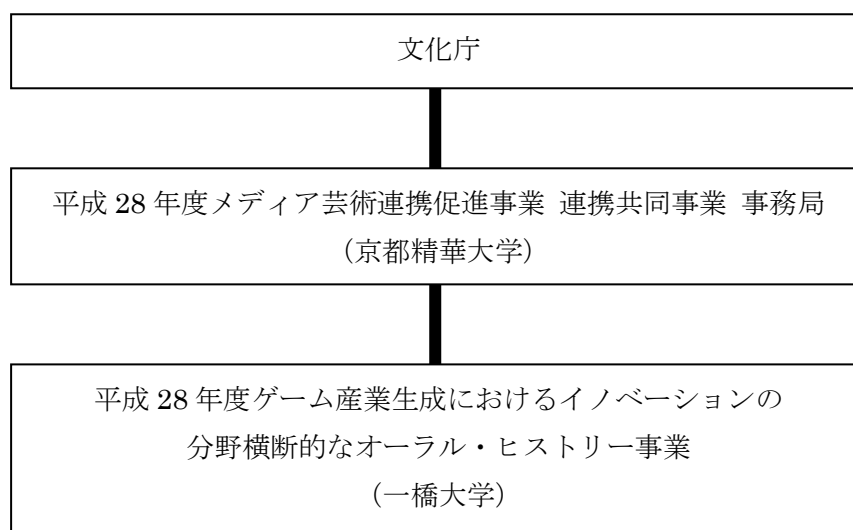 文化庁
平成 28 年度メディア芸術連携促進事業 連携共同事業 事務局
（京都精華大学）
平成 28 年度ゲーム産業生成におけるイノベーションの
分野横断的なオーラル・ヒストリー事業
（一橋大学）